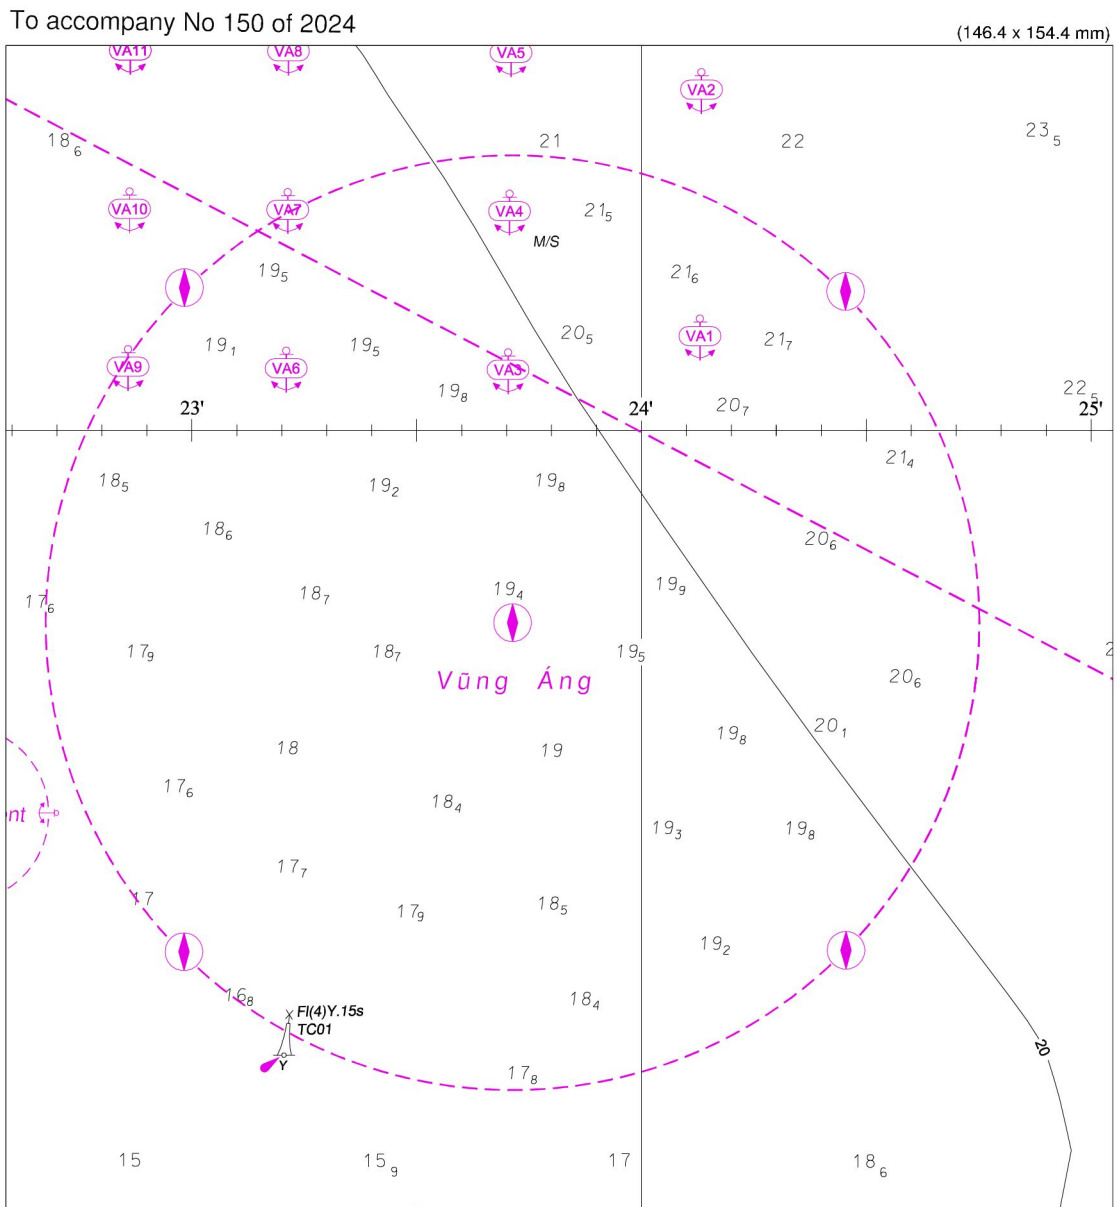 To accompany No 150 of 2024
(146.4 x 154.4 mm)
VA11 VA8 VA5
VA2
18₆ 21 22 23₅
VA10 VA7 VA4 21₅
M/S
19₅ 21₆
19₁ 19₅ 20₅ VA1 21₇
VA9 VA6 VA3
19₈ 22₅
23' 24' 20₇ 25'
21₄
18₅ 19₂ 19₈
18₆ 20₆
17₆ 18₇ 19₄ 19₉
17₉ 18₇ 19₅
Vũng Áng 20₆
18 19 19₈ 20₁
17₆ 18₄
nt 19₃ 19₈
17₇
17 17₉ 18₅
19₂
16₈ 18₄
Fl(4)Y.15s
TC01
20
Y
17₈
15 15₉ 17 18₆